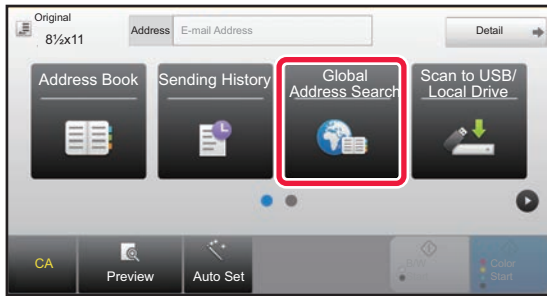 Original
8½x11
Address
E-mail Address
Detail
Address Book
Sending History
Global
Address Search
Scan to USB/
Local Drive
CA
Preview
Auto Set
B/W
Start
Color
Start